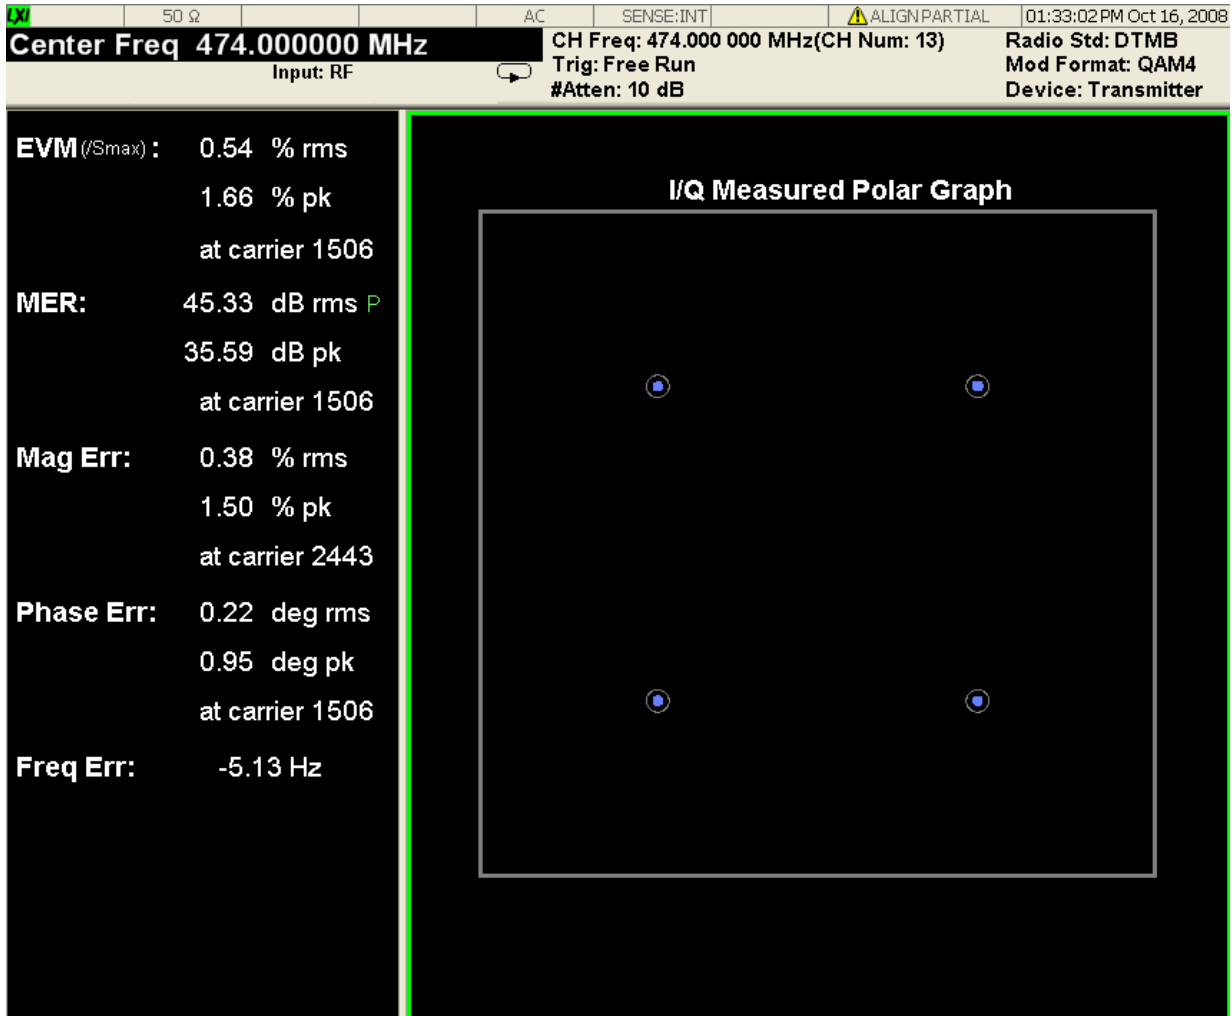 LXI 50 Ω AC SENSE:INT ALIGN PARTIAL 01:33:02 PM Oct 16, 2008
Center Freq 474.000000 MHz
Input: RF
CH Freq: 474.000 000 MHz(CH Num: 13)
Trig: Free Run
#Atten: 10 dB
Radio Std: DTMB
Mod Format: QAM4
Device: Transmitter
EVM (/Smax) : 0.54 % rms
1.66 % pk
at carrier 1506
MER: 45.33 dB rms P
35.59 dB pk
at carrier 1506
Mag Err: 0.38 % rms
1.50 % pk
at carrier 2443
Phase Err: 0.22 deg rms
0.95 deg pk
at carrier 1506
Freq Err: -5.13 Hz
I/Q Measured Polar Graph